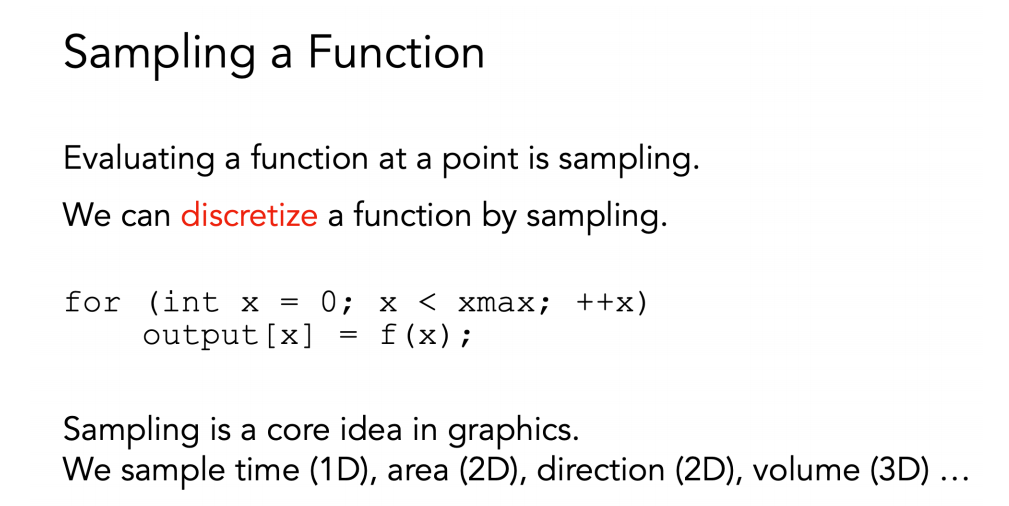 Sampling a Function
Evaluating a function at a point is sampling.
We can discretize a function by sampling.
for (int x = 0; x < xmax; ++x)
    output[x] = f(x);
Sampling is a core idea in graphics.
We sample time (1D), area (2D), direction (2D), volume (3D) …